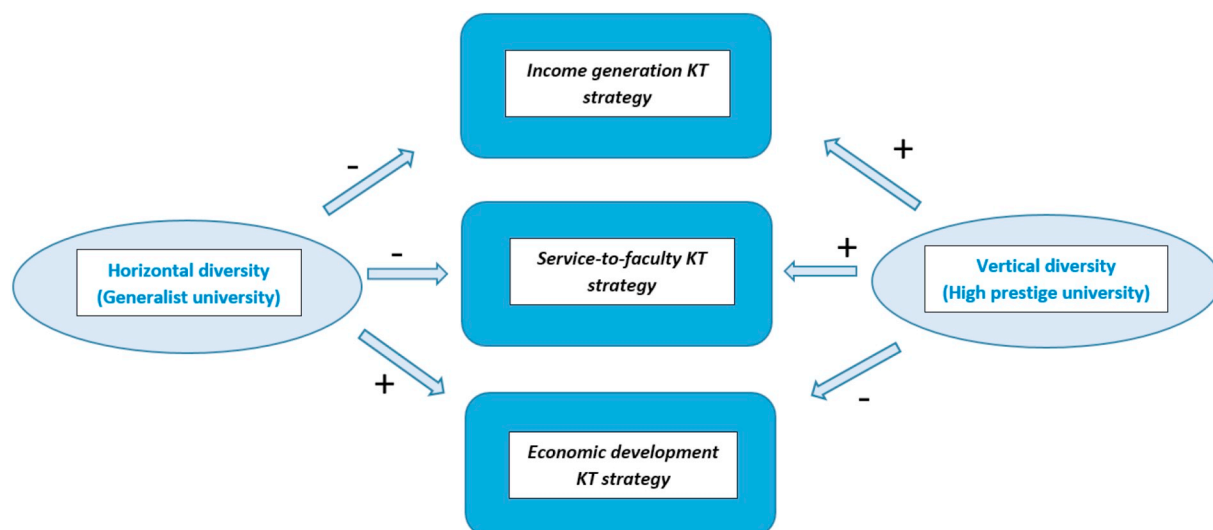 Income generation KT
strategy
-
+
Horizontal diversity
(Generalist university)
-
Service-to-faculty KT
strategy
+
Vertical diversity
(High prestige university)
+
-
Economic development
KT strategy